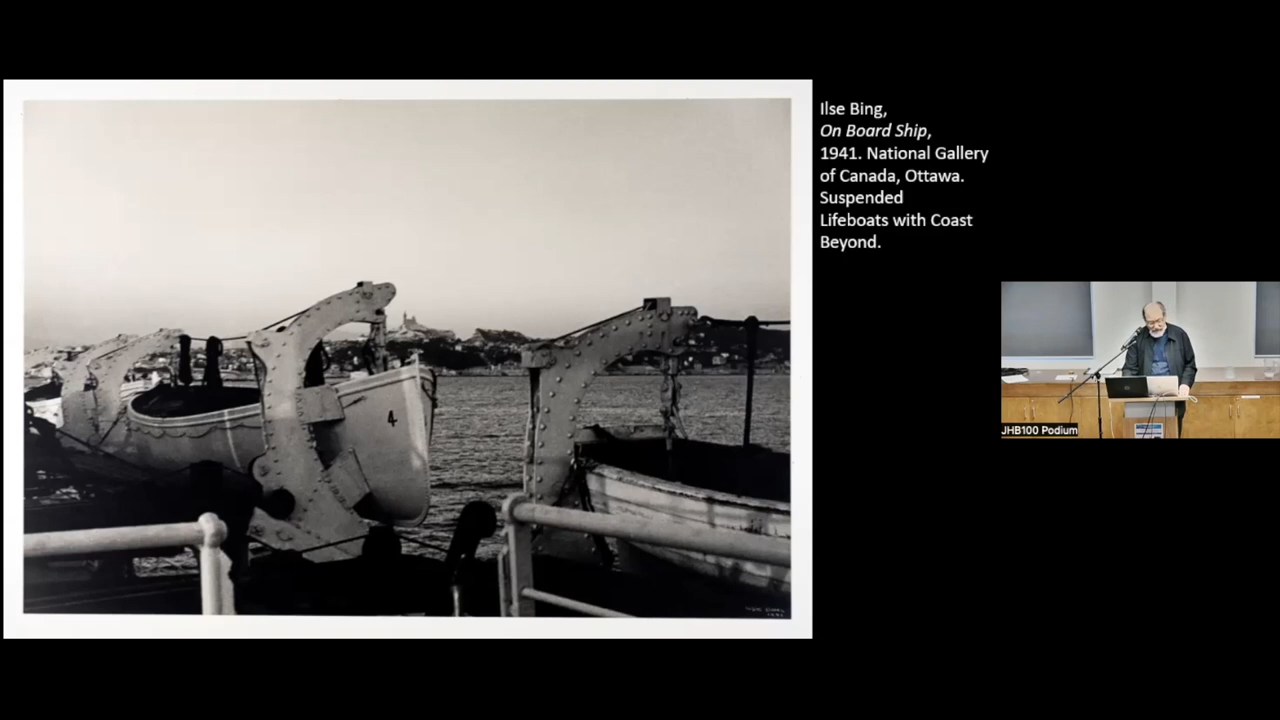 Ilse Bing,
On Board Ship,
1941. National Gallery
of Canada, Ottawa.
Suspended
Lifeboats with Coast
Beyond.
4
JHB100 Podium